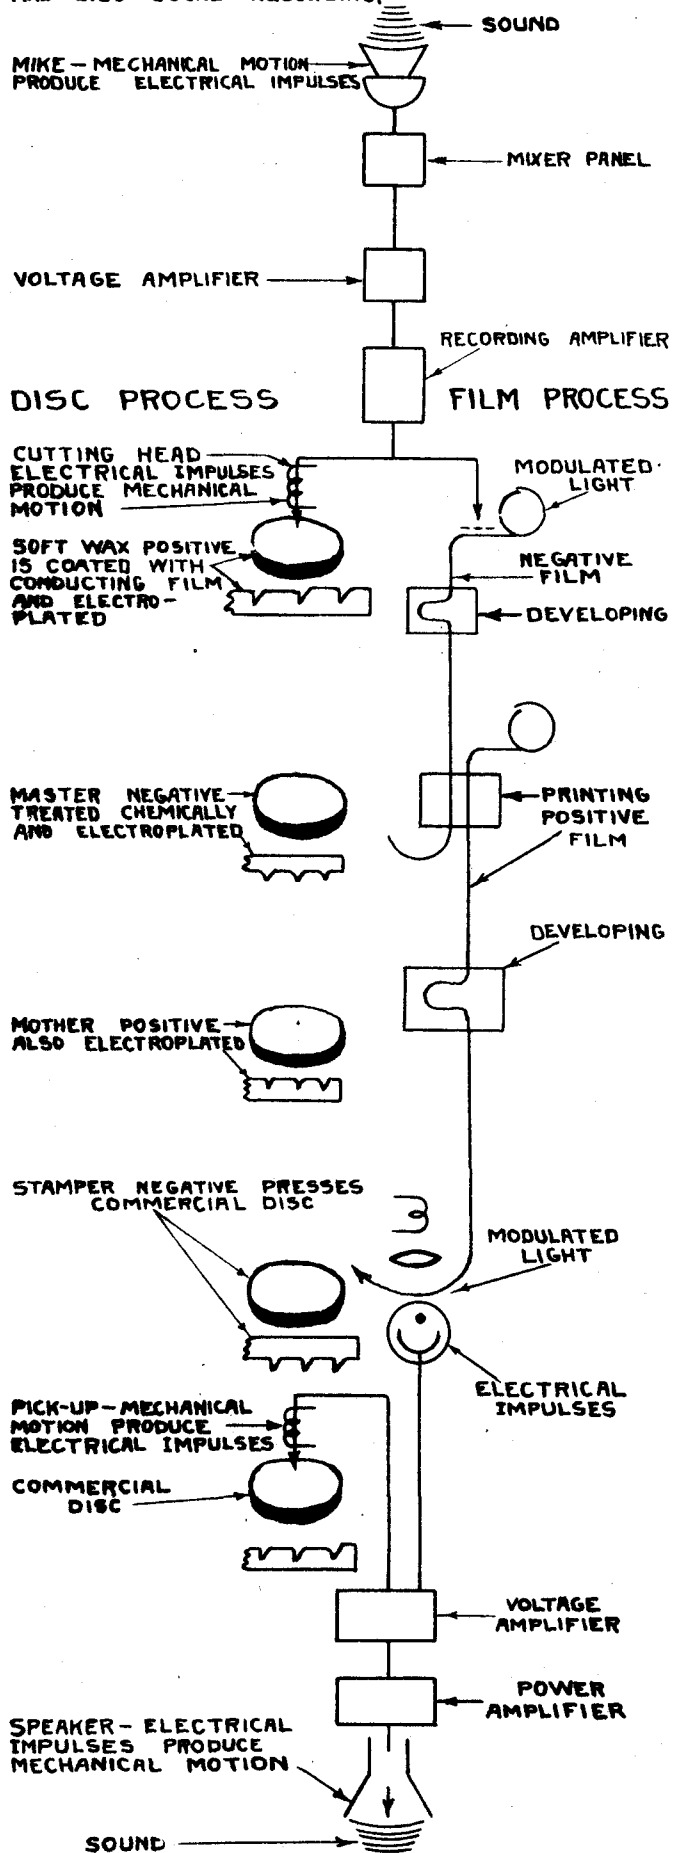 AND DISC SOUND RECORDING.
SOUND
MIKE – MECHANICAL MOTION
PRODUCE ELECTRICAL IMPULSES
MIXER PANEL
VOLTAGE AMPLIFIER
RECORDING AMPLIFIER
DISC PROCESS
FILM PROCESS
CUTTING HEAD
ELECTRICAL IMPULSES
PRODUCE MECHANICAL
MOTION
MODULATED
LIGHT
SOFT WAX POSITIVE
IS COATED WITH
CONDUCTING FILM
AND ELECTRO-
PLATED
NEGATIVE
FILM
DEVELOPING
MASTER NEGATIVE
TREATED CHEMICALLY
AND ELECTROPLATED
PRINTING
POSITIVE
FILM
DEVELOPING
MOTHER POSITIVE
ALSO ELECTROPLATED
STAMPER NEGATIVE PRESSES
COMMERCIAL DISC
MODULATED
LIGHT
ELECTRICAL
IMPULSES
PICK-UP – MECHANICAL
MOTION PRODUCE
ELECTRICAL IMPULSES
COMMERCIAL
DISC
VOLTAGE
AMPLIFIER
POWER
AMPLIFIER
SPEAKER – ELECTRICAL
IMPULSES PRODUCE
MECHANICAL MOTION
SOUND